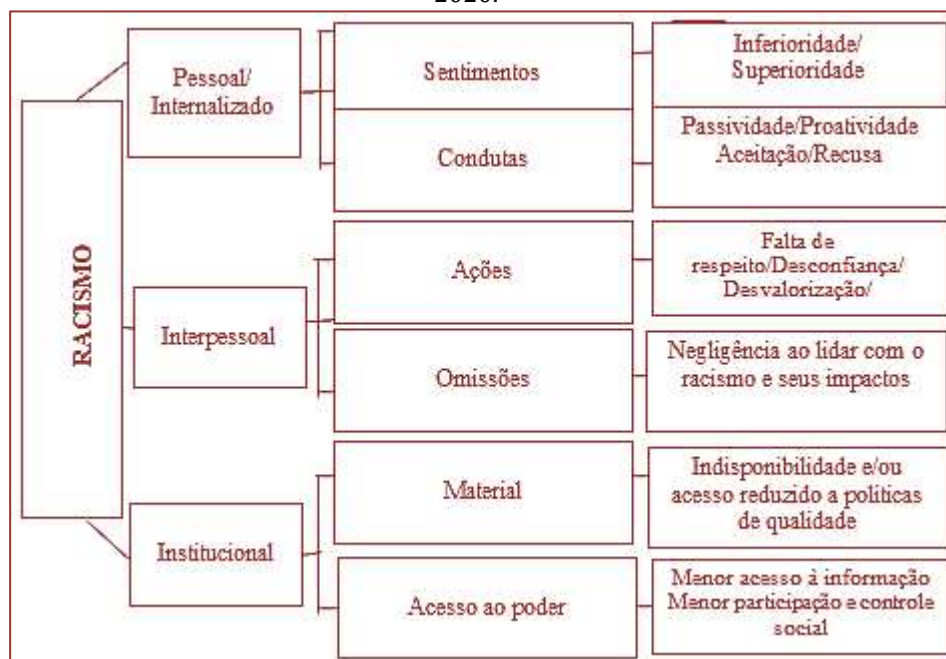 2020.
RACISMO
Pessoal/
Internalizado
Sentimentos
Inferioridade/
Superioridade
Condutas
Passividade/Proatividade
Aceitação/Recusa
Interpessoal
Ações
Falta de
respeito/Desconfiança/
Desvalorização/
Omissões
Negligência ao lidar com o
racismo e seus impactos
Institucional
Material
Indisponibilidade e/ou
acesso reduzido a políticas
de qualidade
Acesso ao poder
Menor acesso à informação
Menor participação e controle
social